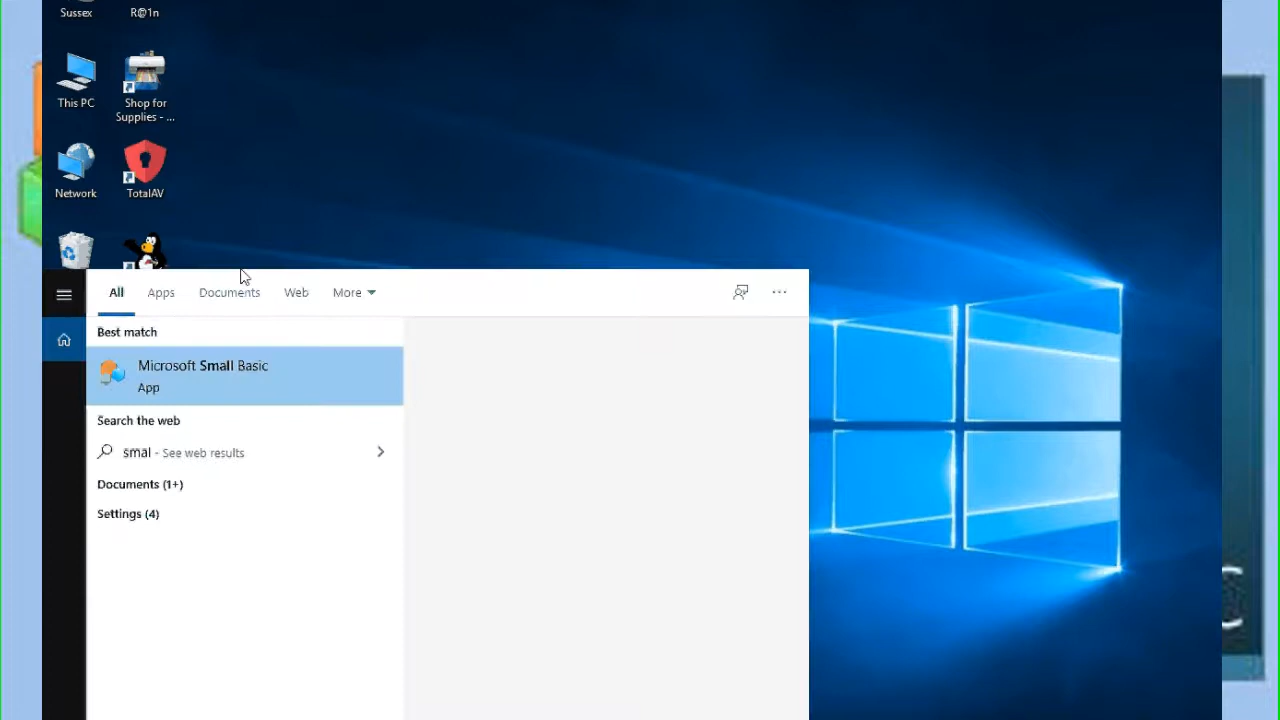 Sussex
R@1n
This PC
Shop for
Supplies - ...
Network
TotalAV
All
Apps
Documents
Web
More
Best match
Microsoft Small Basic
App
Search the web
smal - See web results
Documents (1+)
Settings (4)